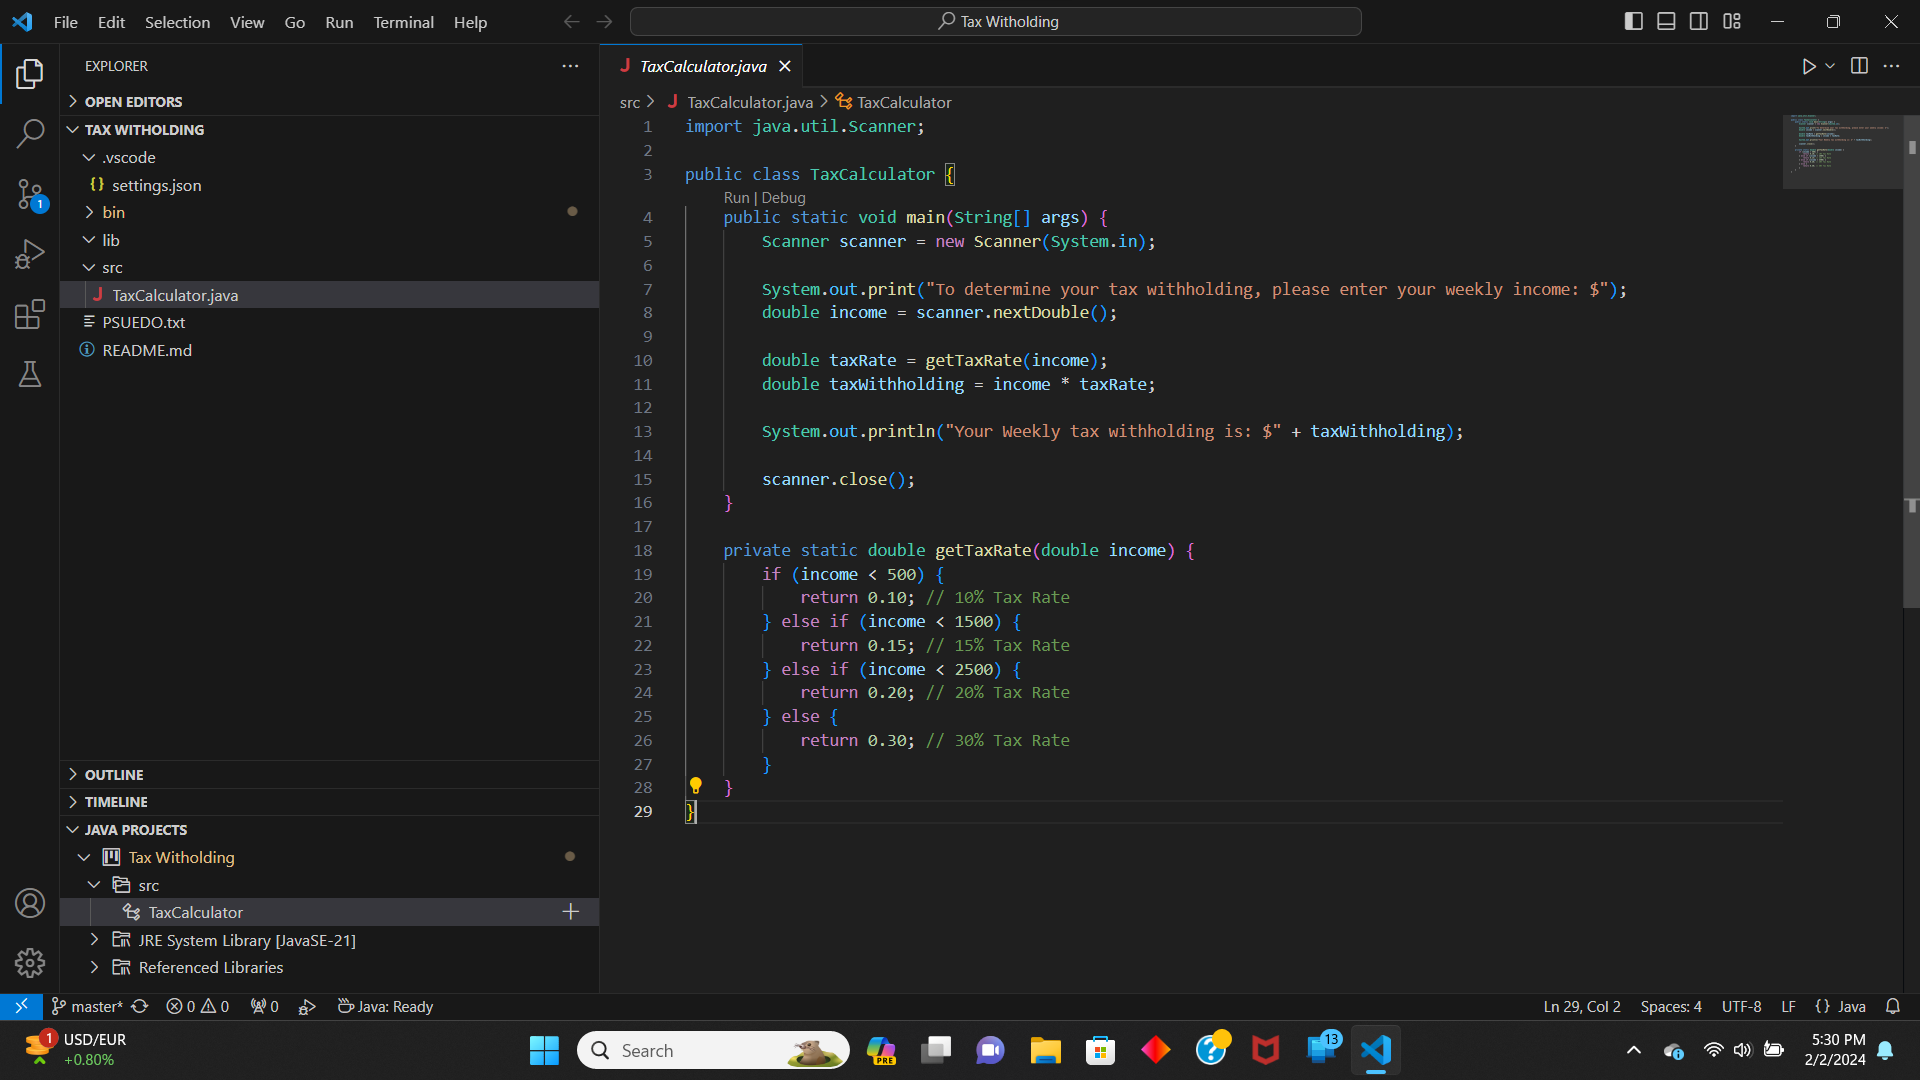 File Edit Selection View Go Run Terminal Help
Tax Witholding
EXPLORER
OPEN EDITORS
TAX WITHOLDING
.vscode
{} settings.json
bin
lib
src
J TaxCalculator.java
PSUEDO.txt
README.md
1
OUTLINE
TIMELINE
JAVA PROJECTS
Tax Witholding
src
TaxCalculator
JRE System Library [JavaSE-21]
Referenced Libraries
J TaxCalculator.java
src > J TaxCalculator.java > TaxCalculator
1 import java.util.Scanner;
2
3 public class TaxCalculator {
Run | Debug
4 public static void main(String[] args) {
5 Scanner scanner = new Scanner(System.in);
6
7 System.out.print("To determine your tax withholding, please enter your weekly income: $");
8 double income = scanner.nextDouble();
9
10 double taxRate = getTaxRate(income);
11 double taxWithholding = income * taxRate;
12
13 System.out.println("Your Weekly tax withholding is: $" + taxWithholding);
14
15 scanner.close();
16 }
17
18 private static double getTaxRate(double income) {
19 if (income < 500) {
20 return 0.10; // 10% Tax Rate
21 } else if (income < 1500) {
22 return 0.15; // 15% Tax Rate
23 } else if (income < 2500) {
24 return 0.20; // 20% Tax Rate
25 } else {
26 return 0.30; // 30% Tax Rate
27 }
28 }
29 }
master* 0 0 0 Java: Ready
Ln 29, Col 2 Spaces: 4 UTF-8 LF {} Java
1 USD/EUR
+0.80%
Search
PRE
13
5:30 PM
2/2/2024